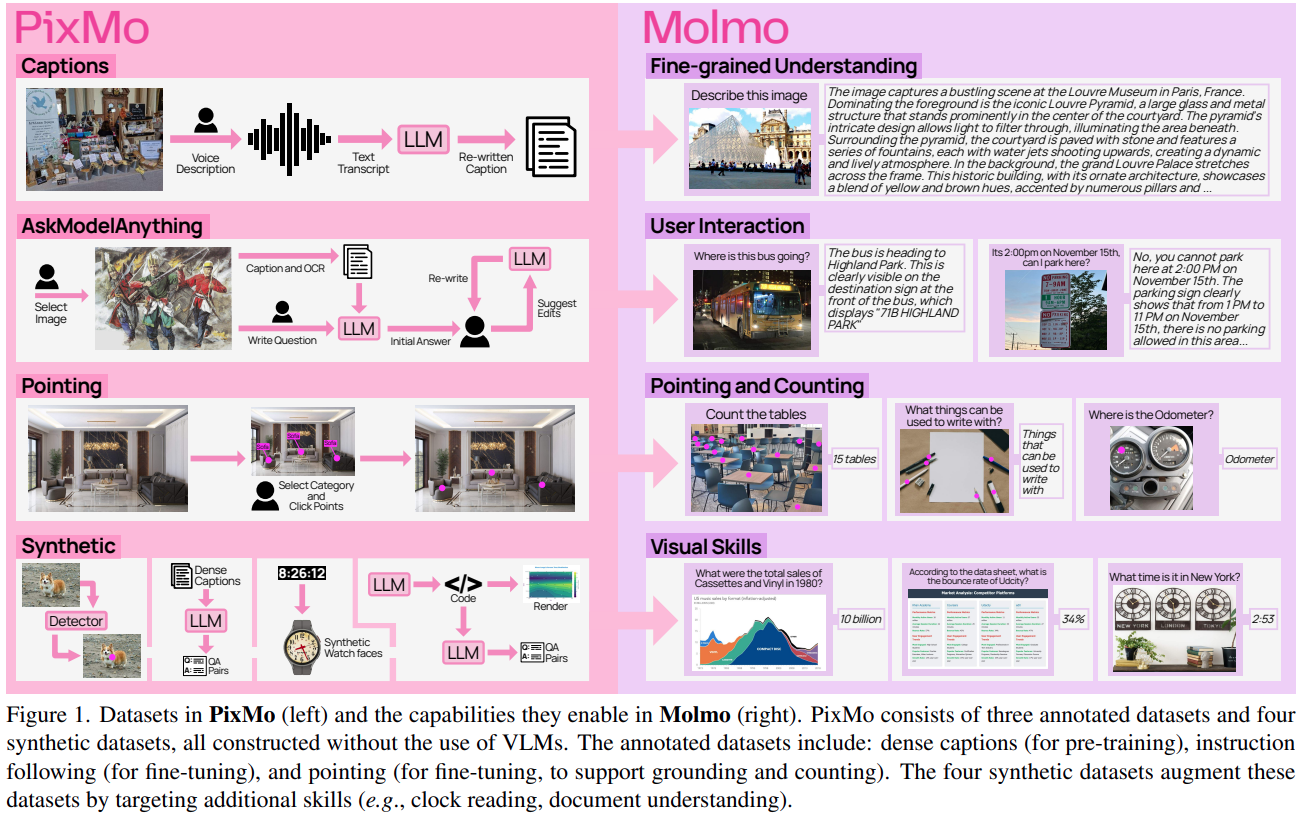 PixMo
Captions
Voice
Description
Text
Transcript
LLM
Re-written
Caption
AskModelAnything
Select
Image
Caption and OCR
Write Question
LLM
Initial Answer
Re-write
LLM
Suggest
Edits
Pointing
Sofa
Sofa
Sofa
Select Category
and
Click Points
Synthetic
Detector
Dense
Captions
LLM
Q:
A:
QA
Pairs
8:26:12
Synthetic
Watch faces
LLM
</>
Code
Render
LLM
Q:
A:
QA
Pairs
Molmo
Fine-grained Understanding
Describe this image
The image captures a bustling scene at the Louvre Museum in Paris, France.
Dominating the foreground is the iconic Louvre Pyramid, a large glass and metal
structure that stands prominently in the center of the courtyard. The pyramid's
intricate design allows light to filter through, illuminating the area beneath.
Surrounding the pyramid, the courtyard is paved with stone and features a
series of fountains, each with water jets shooting upwards, creating a dynamic
and lively atmosphere. In the background, the grand Louvre Palace stretches
across the frame. This historic building, with its ornate architecture, showcases
a blend of yellow and brown hues, accented by numerous pillars and ...
User Interaction
Where is this bus going?
The bus is heading to
Highland Park. This is
clearly visible on the
destination sign at the
front of the bus, which
displays "71B HIGHLAND
PARK"
Its 2:00pm on November 15th,
can I park here?
No, you cannot park
here at 2:00 PM on
November 15th. The
parking sign clearly
shows that from 1 PM to
11 PM on November
15th, there is no parking
allowed in this area...
Pointing and Counting
Count the tables
15 tables
What things can be
used to write with?
Things
that
can be
used to
write
with
Where is the Odometer?
Odometer
Visual Skills
What were the total sales of
Cassettes and Vinyl in 1980?
US music sales by format (inflation-adjusted)
COMPACT DISC
10 billion
According to the data sheet, what is
the bounce rate of Udcity?
Market Analysis: Competitor Platforms
34%
What time is it in New York?
NEW YORK
LONDON
TOKYO
2:53
Figure 1. Datasets in PixMo (left) and the capabilities they enable in Molmo (right). PixMo consists of three annotated datasets and four
synthetic datasets, all constructed without the use of VLMs. The annotated datasets include: dense captions (for pre-training), instruction
following (for fine-tuning), and pointing (for fine-tuning, to support grounding and counting). The four synthetic datasets augment these
datasets by targeting additional skills (e.g., clock reading, document understanding).